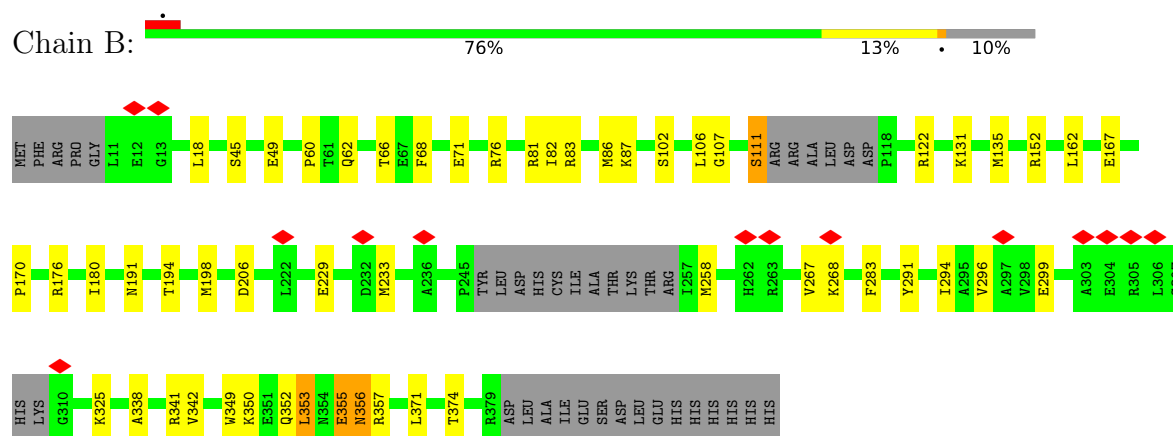 Chain B:
76% 13% • 10%
MET PHE ARG PRO GLY L11 E12 G13 L18 S45 E49 P60 T61 Q62 T66 E67 F68 E71 R76 R81 I82 R83 M86 K87 S102 L106 G107 S111 ARG ARG ALA LEU ASP ASP P118 R122 K131 M135 R152 L162 E167
P170 R176 I180 N191 T194 M198 D206 L222 E229 D232 M233 A236 P245 TYR LEU ASP HIS CYS ILE ALA THR LYS THR ARG I257 M258 H262 R263 V267 K268 F283 Y291 I294 A295 V296 A297 V298 E299 A303 E304 R305 L306
HIS LYS G310 K325 A338 R341 V342 W349 K350 E351 Q352 L353 N354 E355 N356 R357 L371 T374 R379 ASP LEU ALA ILE GLU SER ASP LEU GLU HIS HIS HIS HIS HIS HIS